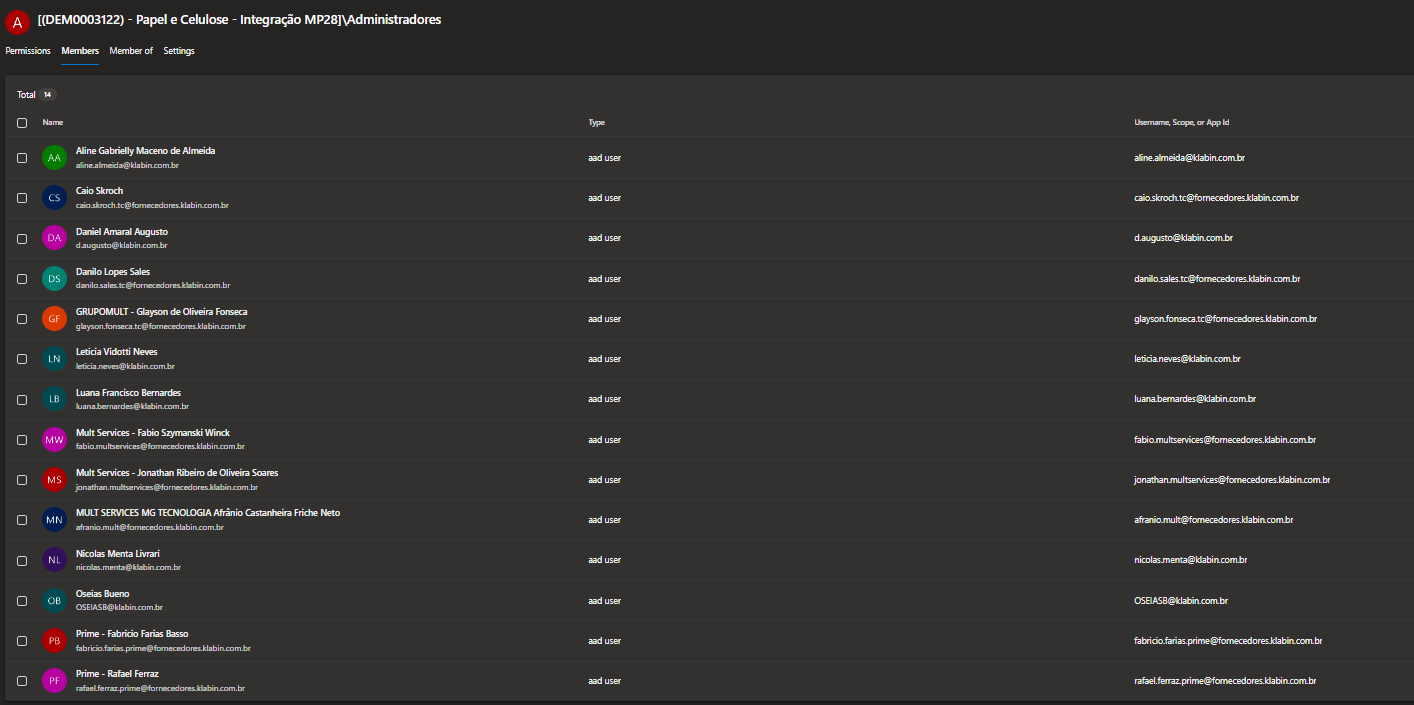 A
[(DEM0003122) - Papel e Celulose - Integração MP28]\Administradores
Permissions Members Member of Settings
Total 14
Name Type Username, Scope, or App Id
AA Aline Gabrielly Maceno de Almeida
aline.almeida@klabin.com.br aad user aline.almeida@klabin.com.br
CS Caio Skroch
caio.skroch.tc@fornecedores.klabin.com.br aad user caio.skroch.tc@fornecedores.klabin.com.br
DA Daniel Amaral Augusto
d.augusto@klabin.com.br aad user d.augusto@klabin.com.br
DS Danilo Lopes Sales
danilo.sales.tc@fornecedores.klabin.com.br aad user danilo.sales.tc@fornecedores.klabin.com.br
GF GRUPOMULT - Glayson de Oliveira Fonseca
glayson.fonseca.tc@fornecedores.klabin.com.br aad user glayson.fonseca.tc@fornecedores.klabin.com.br
LN Leticia Vidotti Neves
leticia.neves@klabin.com.br aad user leticia.neves@klabin.com.br
LB Luana Francisco Bernardes
luana.bernardes@klabin.com.br aad user luana.bernardes@klabin.com.br
MW Mult Services - Fabio Szymanski Winck
fabio.multservices@fornecedores.klabin.com.br aad user fabio.multservices@fornecedores.klabin.com.br
MS Mult Services - Jonathan Ribeiro de Oliveira Soares
jonathan.multservices@fornecedores.klabin.com.br aad user jonathan.multservices@fornecedores.klabin.com.br
MN MULT SERVICES MG TECNOLOGIA Afrânio Castanheira Friche Neto
afranio.mult@fornecedores.klabin.com.br aad user afranio.mult@fornecedores.klabin.com.br
NL Nicolas Menta Livrari
nicolas.menta@klabin.com.br aad user nicolas.menta@klabin.com.br
OB Oseias Bueno
OSEIASB@klabin.com.br aad user OSEIASB@klabin.com.br
PB Prime - Fabricio Farias Basso
fabricio.farias.prime@fornecedores.klabin.com.br aad user fabricio.farias.prime@fornecedores.klabin.com.br
PF Prime - Rafael Ferraz
rafael.ferraz.prime@fornecedores.klabin.com.br aad user rafael.ferraz.prime@fornecedores.klabin.com.br